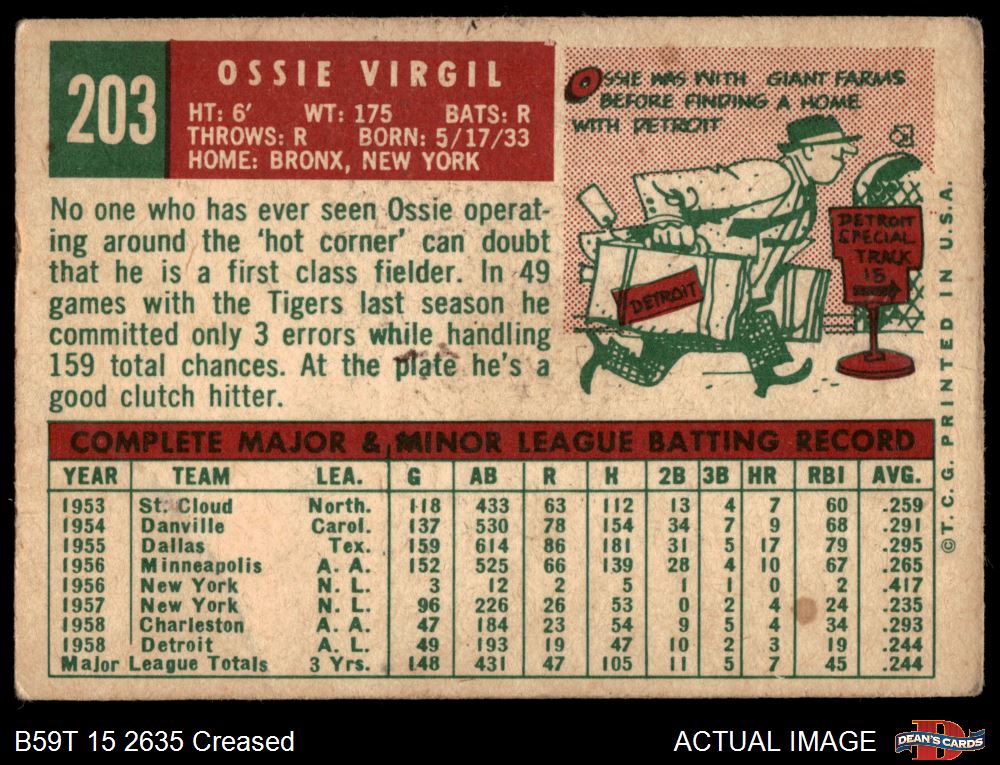 203
OSSIE VIRGIL
HT: 6' WT: 175 BATS: R
THROWS: R BORN: 5/17/33
HOME: BRONX, NEW YORK
OSSIE WAS WITH GIANT FARMS
BEFORE FINDING A HOME
WITH DETROIT
DETROIT
SPECIAL
TRACK
15
DETROIT
No one who has ever seen Ossie operat-
ing around the 'hot corner' can doubt
that he is a first class fielder. In 49
games with the Tigers last season he
committed only 3 errors while handling
159 total chances. At the plate he's a
good clutch hitter.
COMPLETE MAJOR & MINOR LEAGUE BATTING RECORD
YEAR TEAM LEA. G AB R H 2B 3B HR RBI AVG.
1953 St. Cloud North. 118 433 63 112 13 4 7 60 .259
1954 Danville Carol. 137 530 78 154 34 7 9 68 .291
1955 Dallas Tex. 159 614 86 181 31 5 17 79 .295
1956 Minneapolis A. A. 152 525 66 139 28 4 10 67 .265
1956 New York N. L. 3 12 2 5 1 1 0 2 .417
1957 New York N. L. 96 226 26 53 0 2 4 24 .235
1958 Charleston A. A. 47 184 23 54 9 5 4 34 .293
1958 Detroit A. L. 49 193 19 47 10 2 3 19 .244
Major League Totals 3 Yrs. 148 431 47 105 11 5 7 45 .244
© T. C. G. PRINTED IN U.S.A.
B59T 15 2635 Creased
ACTUAL IMAGE
D
DEAN'S CARDS